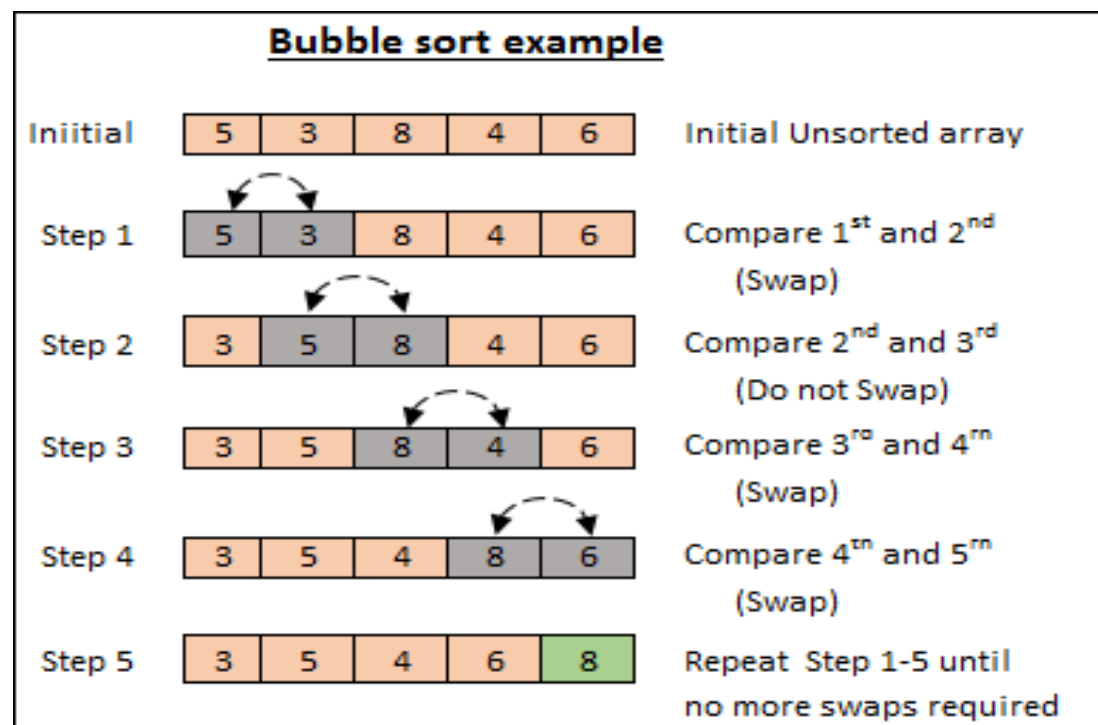 Bubble sort example
Iniitial 5 3 8 4 6 Initial Unsorted array
Step 1 5 3 8 4 6 Compare 1st and 2nd
(Swap)
Step 2 3 5 8 4 6 Compare 2nd and 3rd
(Do not Swap)
Step 3 3 5 8 4 6 Compare 3rd and 4th
(Swap)
Step 4 3 5 4 8 6 Compare 4th and 5th
(Swap)
Step 5 3 5 4 6 8 Repeat Step 1-5 until
no more swaps required